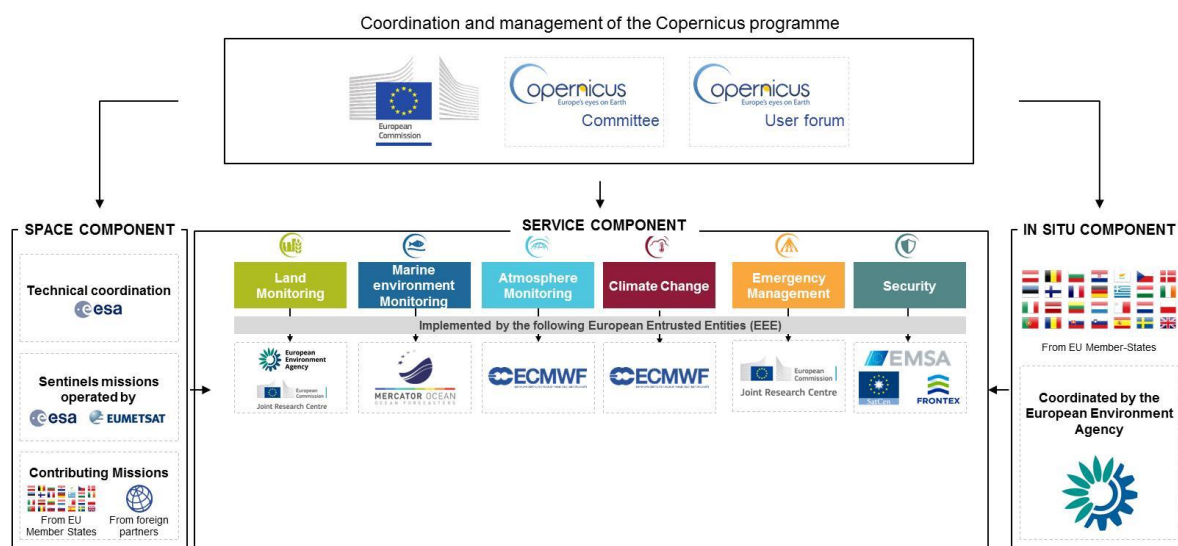 Coordination and management of the Copernicus programme
European
Commission
opernicus
Europe's eyes on Earth
Committee
opernicus
Europe's eyes on Earth
User forum
SPACE COMPONENT
Technical coordination
esa
Sentinels missions
operated by
esa
EUMETSAT
Contributing Missions
From EU
Member States
From foreign
partners
SERVICE COMPONENT
Land
Monitoring
Marine
environment
Monitoring
Atmosphere
Monitoring
Climate Change
Emergency
Management
Security
Implemented by the following European Entrusted Entities (EEE)
European
Environment
Agency
European
Commission
Joint Research Centre
MERCATOR OCEAN
OCEAN FORECASTERS
ECMWF
ECMWF
European
Commission
Joint Research Centre
EMSA
SatCen
FRONTEX
IN SITU COMPONENT
From EU Member-States
Coordinated by the
European Environment
Agency